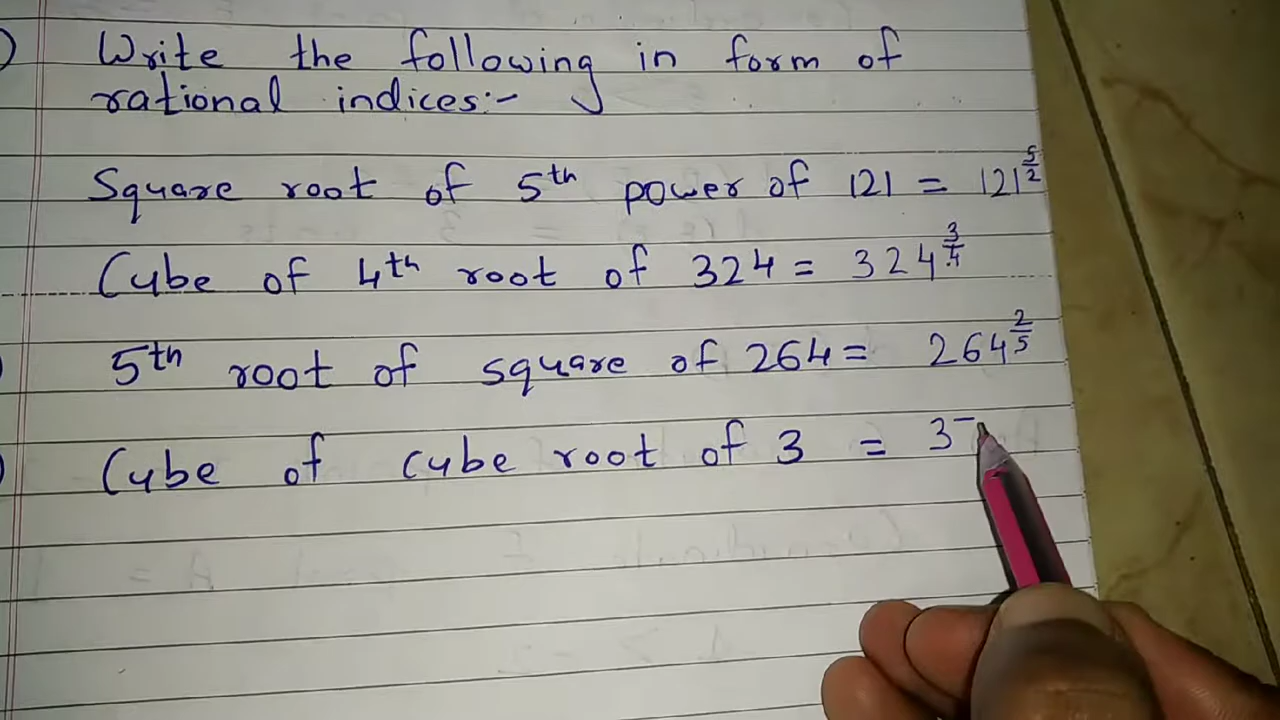 Write the following in form of
rational indices:-
Square root of 5th power of 121 = 121^5/2
Cube of 4th root of 324 = 324^3/4
5th root of square of 264 = 264^2/5
Cube of cube root of 3 = 3